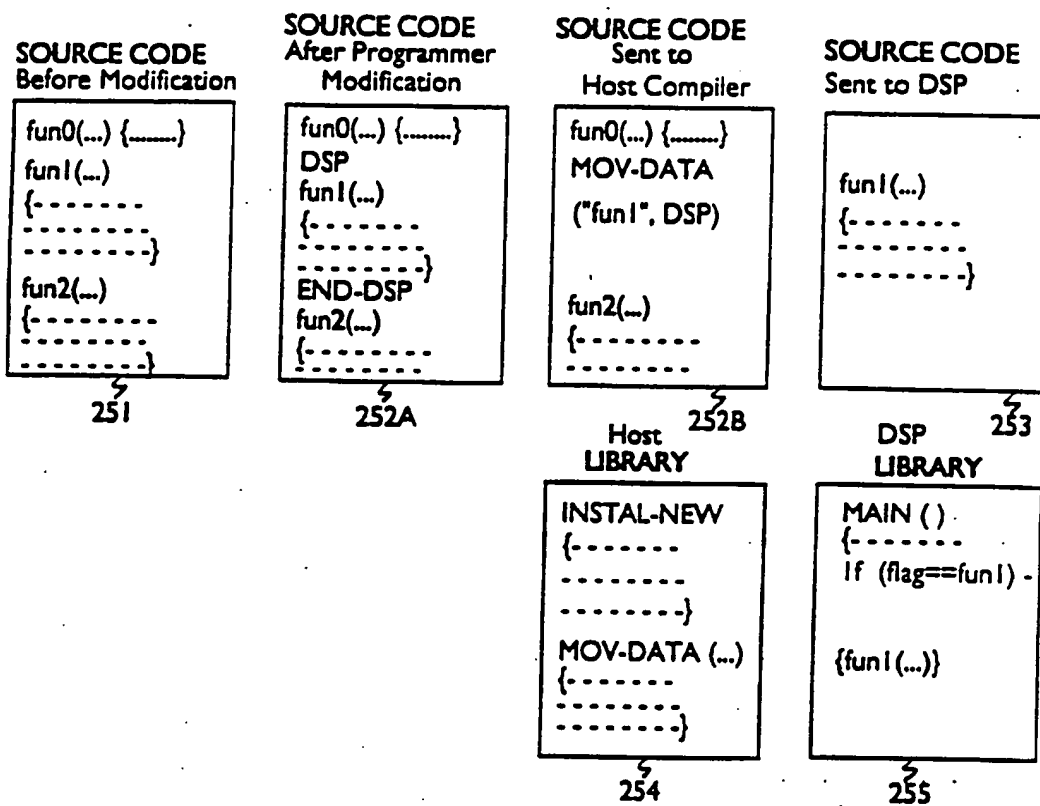 SOURCE CODE
Before Modification
fun0(...) {........}
fun1(...)
{-------
--------
--------}
fun2(...)
{--------
--------
--------}
251
SOURCE CODE
After Programmer
Modification
fun0(...) {........}
DSP
fun1(...)
{-------
--------
--------}
END-DSP
fun2(...)
{--------
--------
252A
SOURCE CODE
Sent to
Host Compiler
fun0(...) {........}
MOV-DATA
("fun1", DSP)
fun2(...)
{--------
--------
252B
SOURCE CODE
Sent to DSP
fun1(...)
{-------
--------
--------}
253
Host
LIBRARY
INSTAL-NEW
{-------
--------
--------}
MOV-DATA (...)
{-------
--------
--------}
254
DSP
LIBRARY
MAIN ( )
{-------
If (flag==fun1) -
{fun1(...)}
255